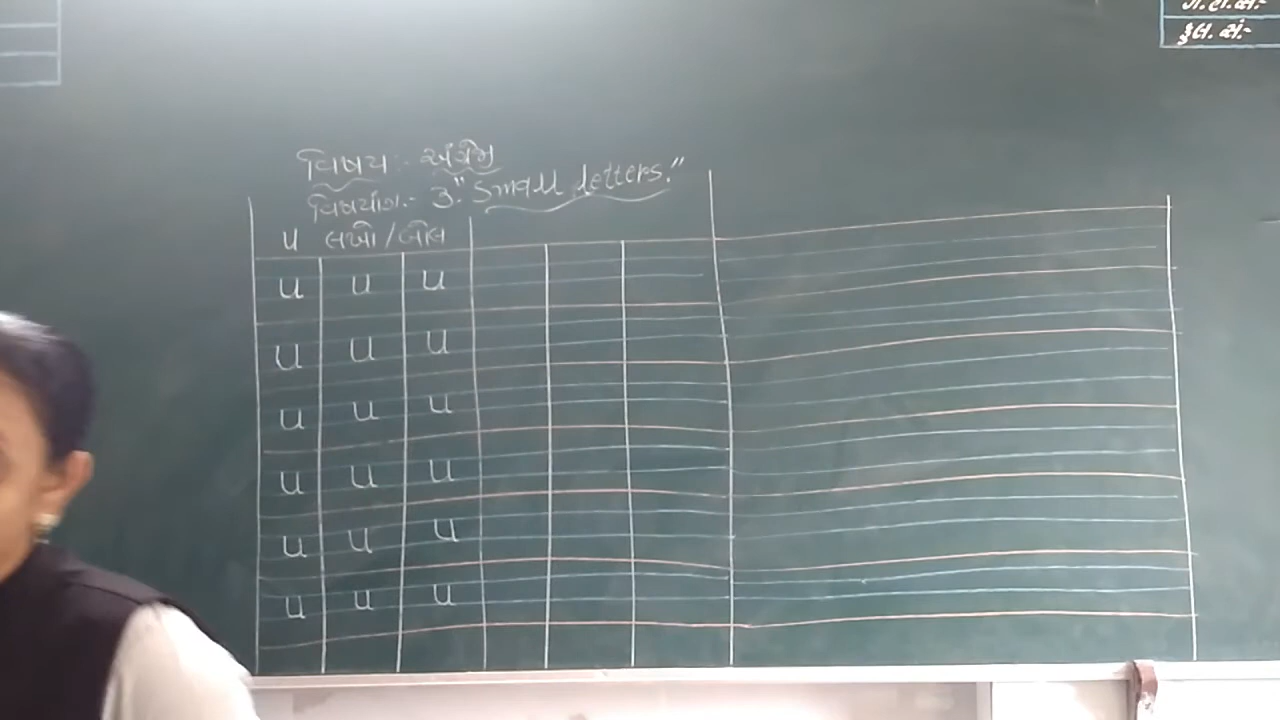 ગે. હા. સં:-
કુલ. સં:-
વિષય:- અંગ્રેજી
વિષયાંગ:- 3." Small Letters."
u લખો/બોલ
u u u
u u u
u u u
u u u
u u u
u u u